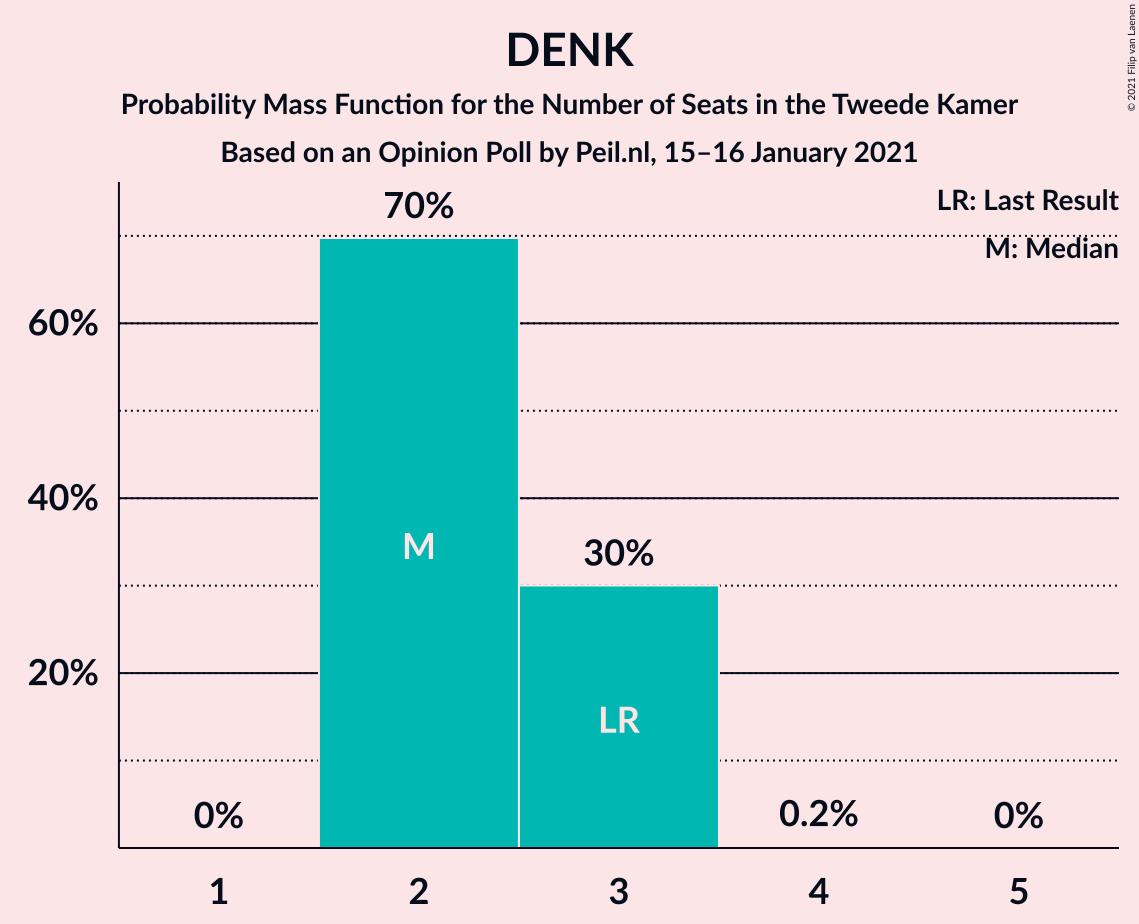 DENK
Probability Mass Function for the Number of Seats in the Tweede Kamer
Based on an Opinion Poll by Peil.nl, 15–16 January 2021
© 2021 Filip van Laenen
LR: Last Result
M: Median
70%
60%
40%
20%
M
30%
LR
0%
0.2%
0%
1 2 3 4 5